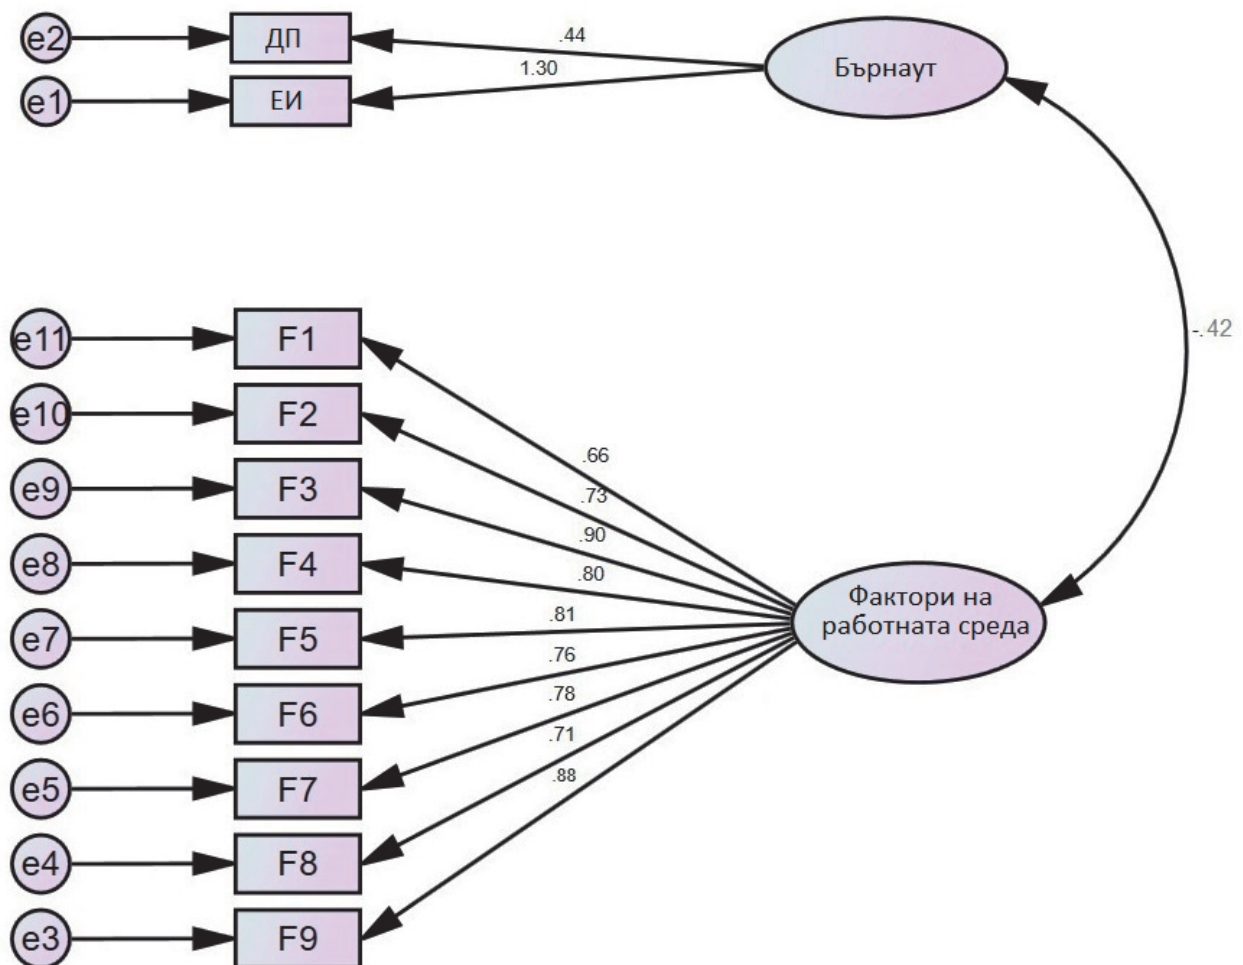 e2
ДП
.44
Бърнаут
e1
ЕИ
1.30
-.42
e11
F1
.66
e10
F2
.73
e9
F3
.90
e8
F4
.80
Фактори на
работната среда
e7
F5
.81
e6
F6
.76
e5
F7
.78
e4
F8
.71
e3
F9
.88